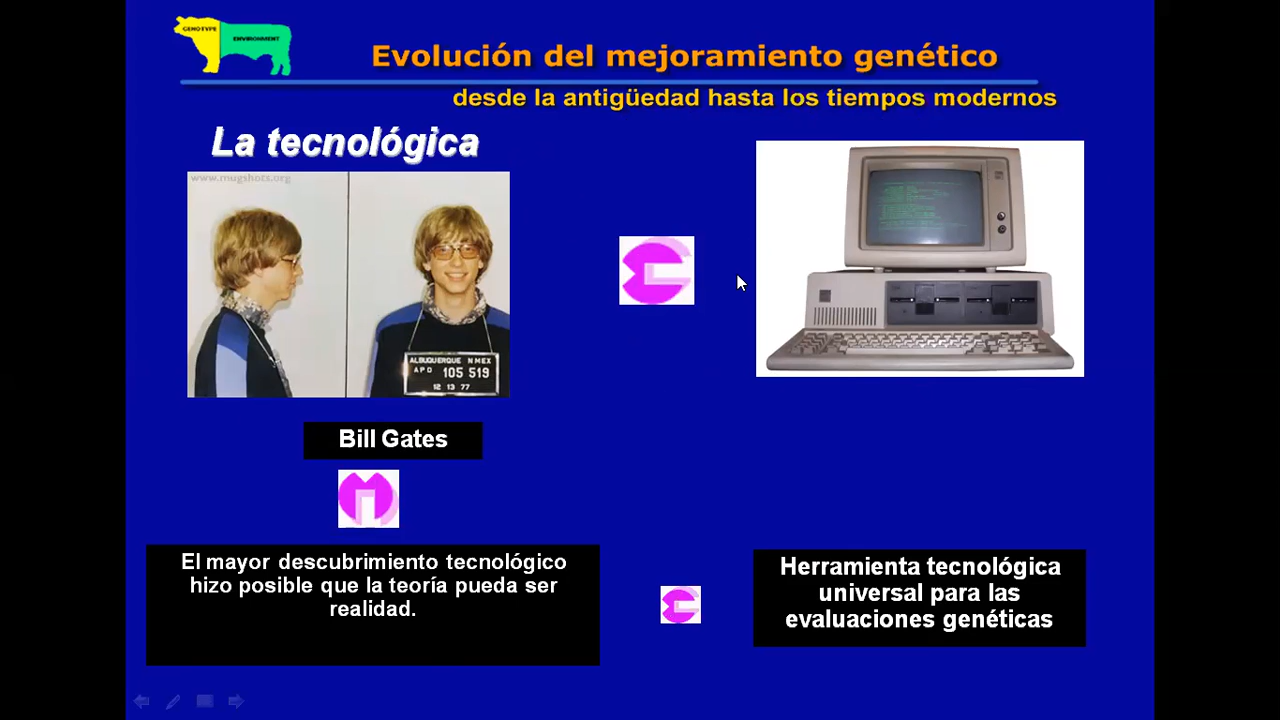 GENOTYPE
ENVIRONMENT
Evolución del mejoramiento genético
desde la antigüedad hasta los tiempos modernos
La tecnológica
www.mugshots.org
ALBUQUERQUE N MEX
APD 105 519
12 13 77
Bill Gates
El mayor descubrimiento tecnológico
hizo posible que la teoría pueda ser
realidad.
Herramienta tecnológica
universal para las
evaluaciones genéticas